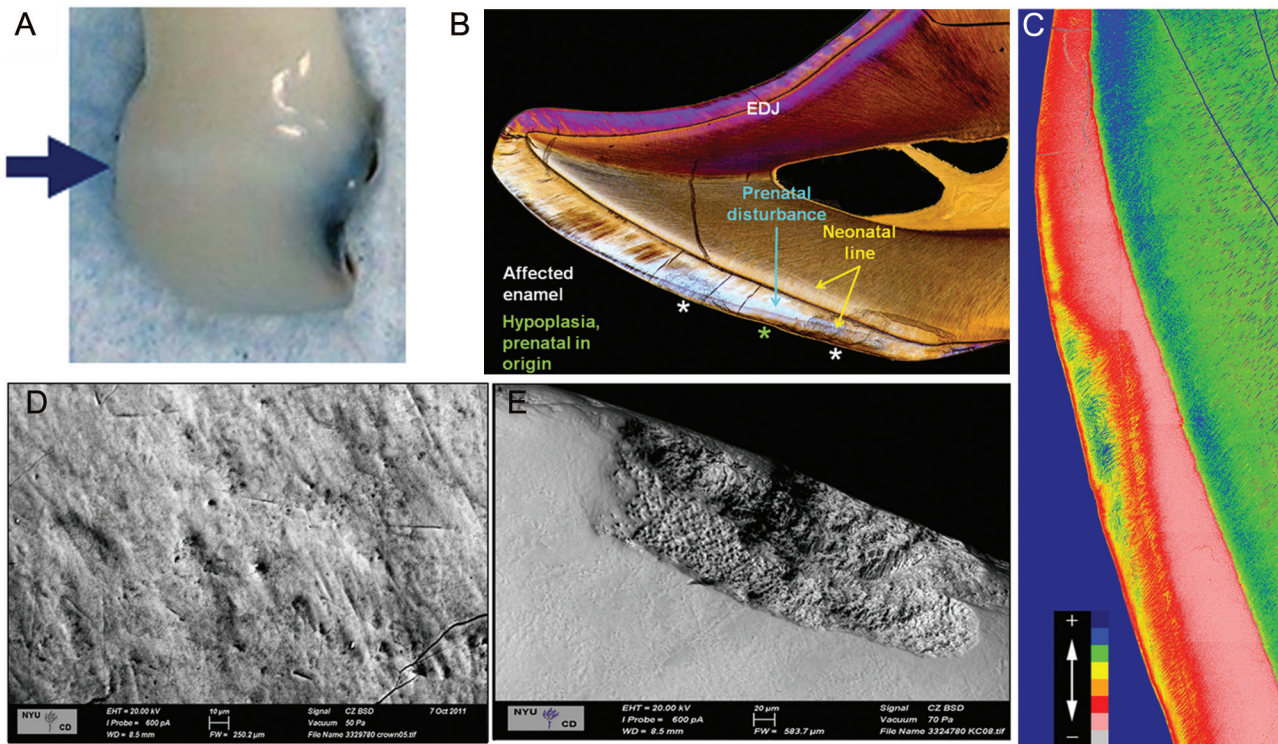 A
B
C
EDJ
Prenatal
disturbance
Neonatal
line
Affected
enamel
Hypoplasia,
prenatal in
origin
+
−
D
NYU
CD
EHT = 20.00 kV
I Probe = 600 pA
WD = 8.5 mm
10 µm
FW = 250.2 µm
Signal CZ BSD
Vacuum 50 Pa
File Name 3329780 crown05.tif
7 Oct 2011
E
NYU
CD
EHT = 20.00 kV
I Probe = 600 pA
WD = 8.5 mm
20 µm
FW = 583.7 µm
Signal CZ BSD
Vacuum 70 Pa
File Name 3324780 KC08.tif